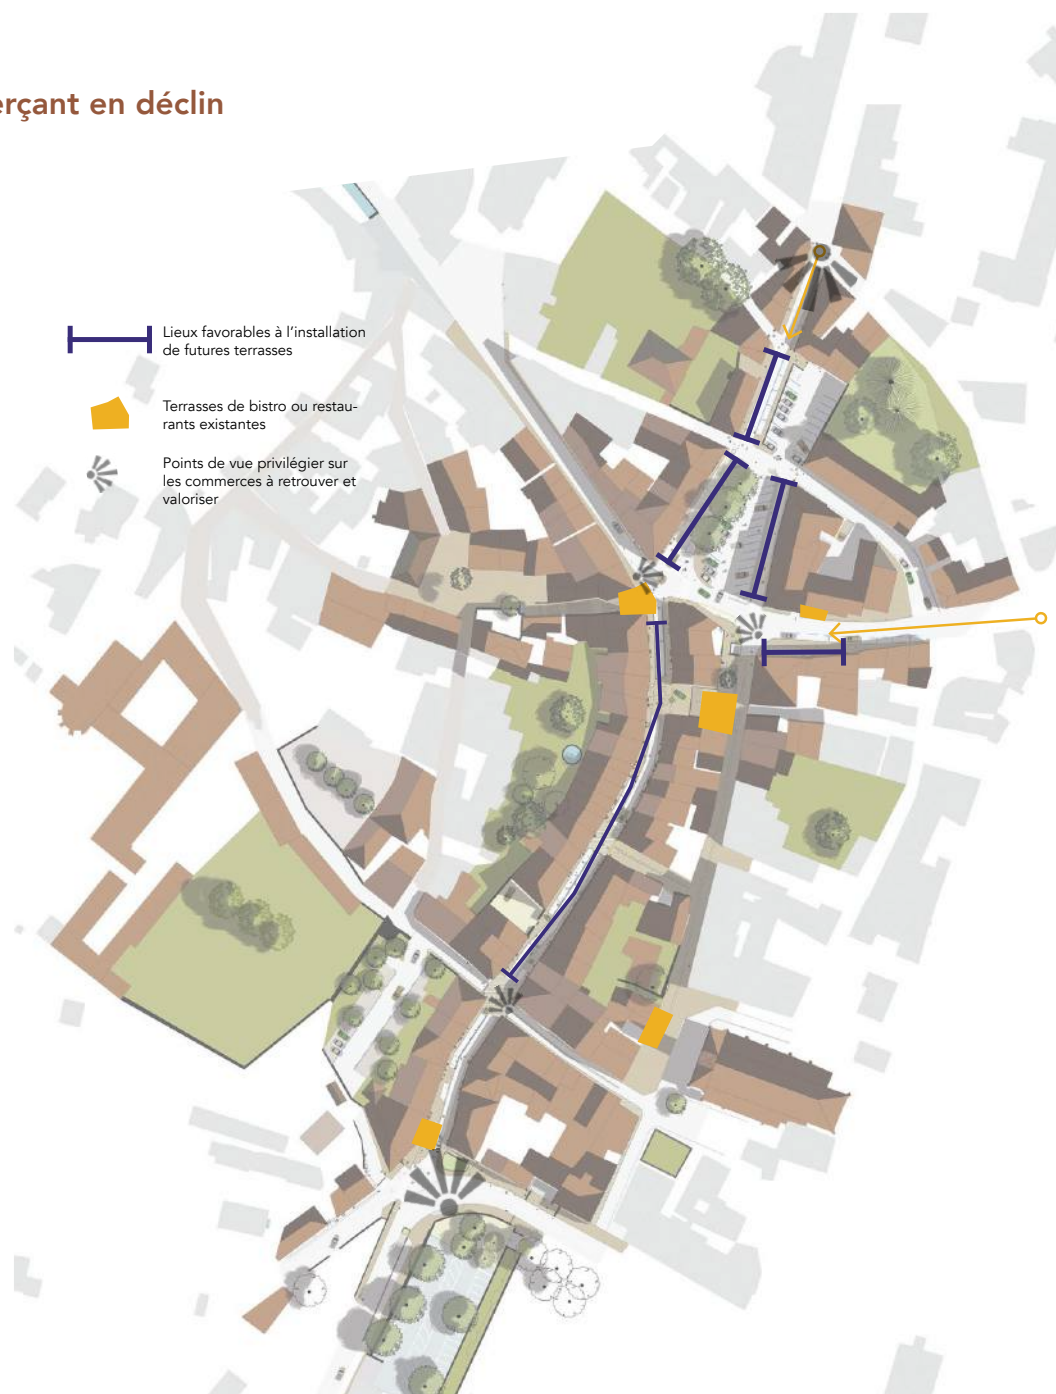 erçant en déclin
Lieux favorables à l'installation
de futures terrasses
Terrasses de bistro ou restau-
rants existantes
Points de vue privilégier sur
les commerces à retrouver et
valoriser